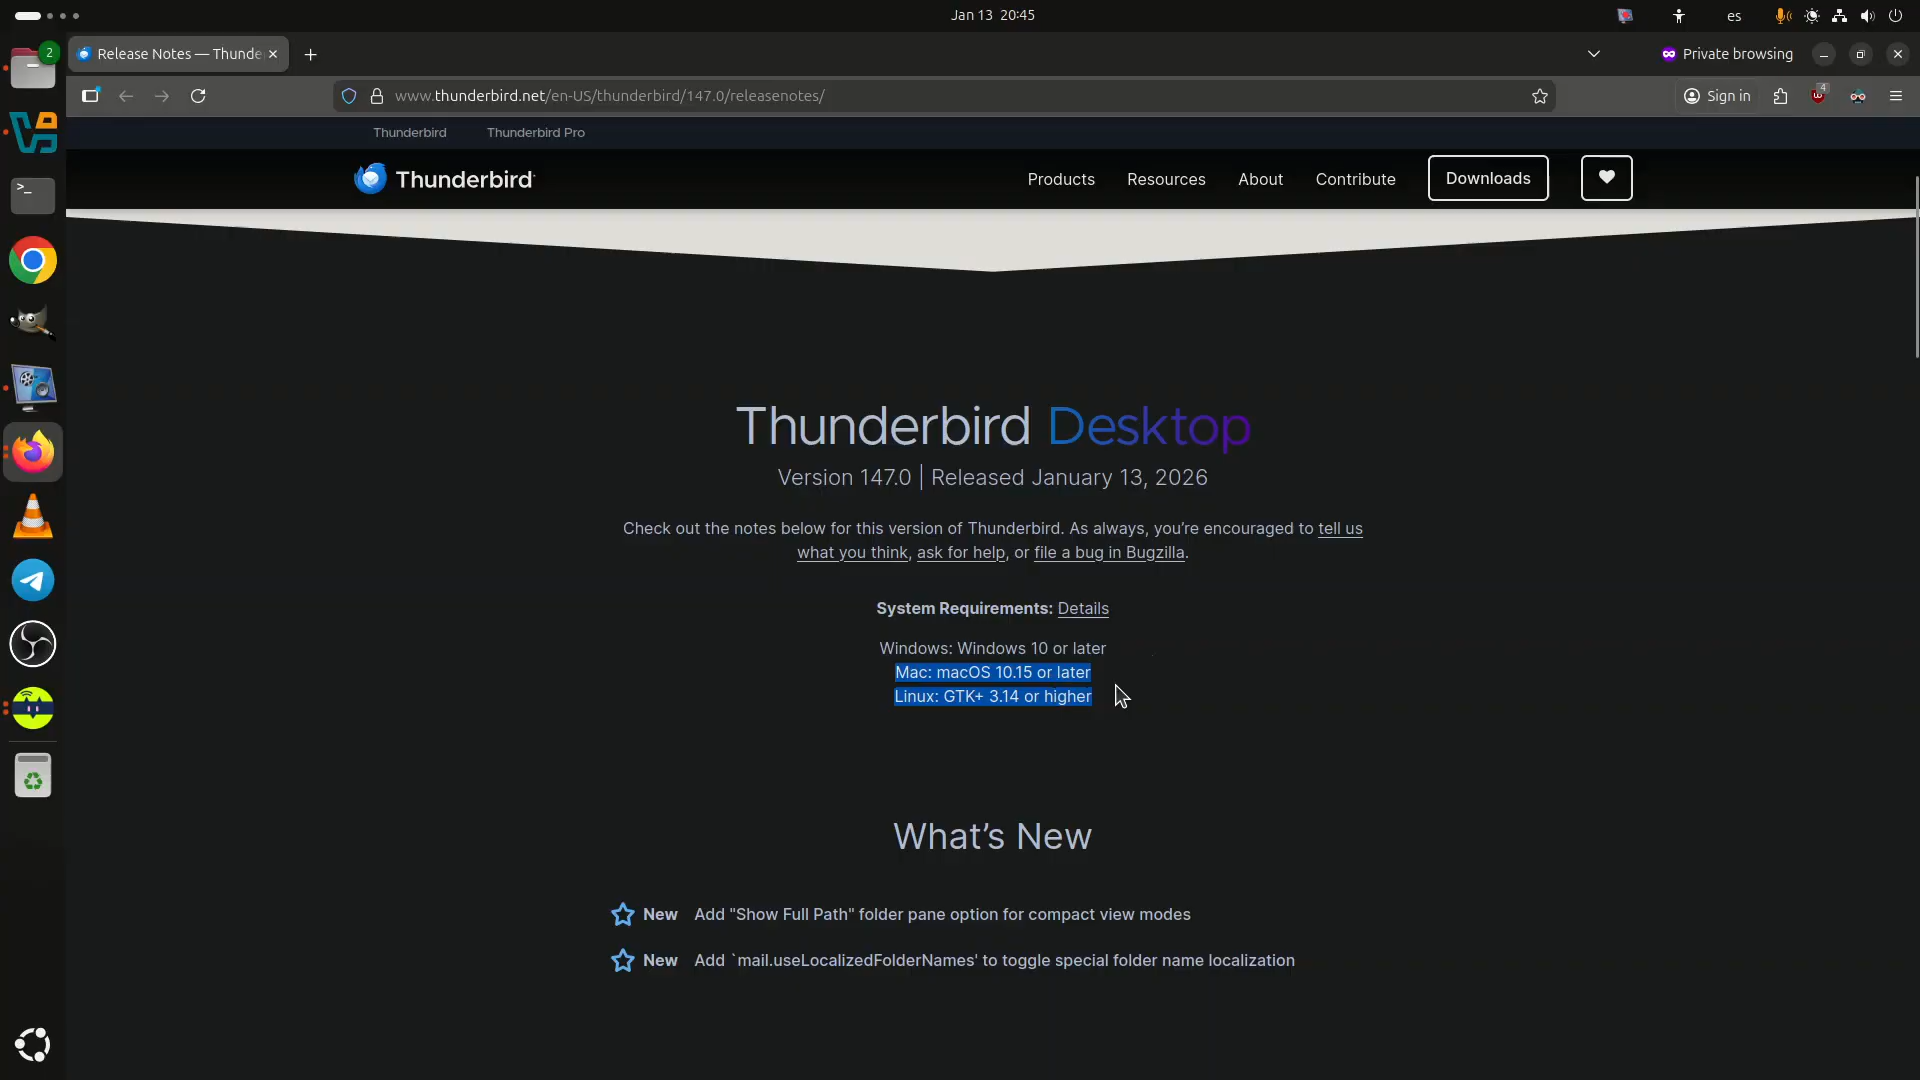 Jan 13 20:45
es
2
Release Notes — Thunde
Private browsing
www.thunderbird.net/en-US/thunderbird/147.0/releasenotes/
Sign in
4
Thunderbird Thunderbird Pro
Thunderbird
Products Resources About Contribute Downloads
Thunderbird Desktop
Version 147.0 | Released January 13, 2026
Check out the notes below for this version of Thunderbird. As always, you’re encouraged to tell us
what you think, ask for help, or file a bug in Bugzilla.
System Requirements: Details
Windows: Windows 10 or later
Mac: macOS 10.15 or later
Linux: GTK+ 3.14 or higher
What’s New
New Add "Show Full Path" folder pane option for compact view modes
New Add `mail.useLocalizedFolderNames' to toggle special folder name localization